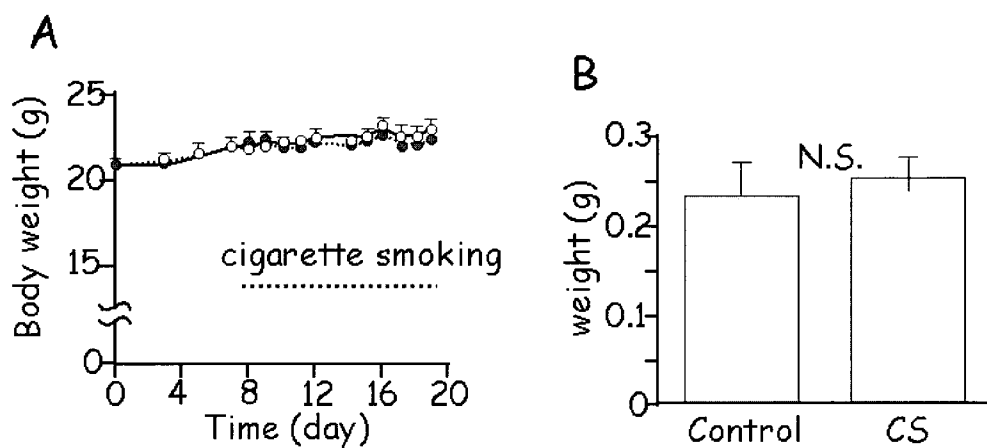 A
Body weight (g)
25
20
15
0
cigarette smoking
0 4 8 12 16 20
Time (day)
B
weight (g)
0.3
0.2
0.1
0
N.S.
Control CS